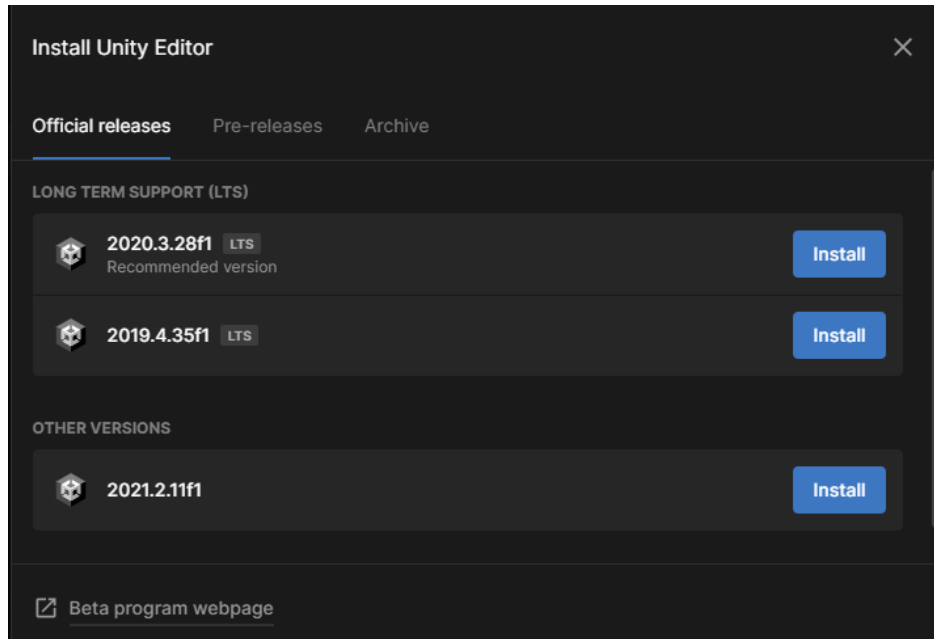 Install Unity Editor
Official releases Pre-releases Archive
LONG TERM SUPPORT (LTS)
2020.3.28f1 LTS
Recommended version
Install
2019.4.35f1 LTS
Install
OTHER VERSIONS
2021.2.11f1
Install
Beta program webpage